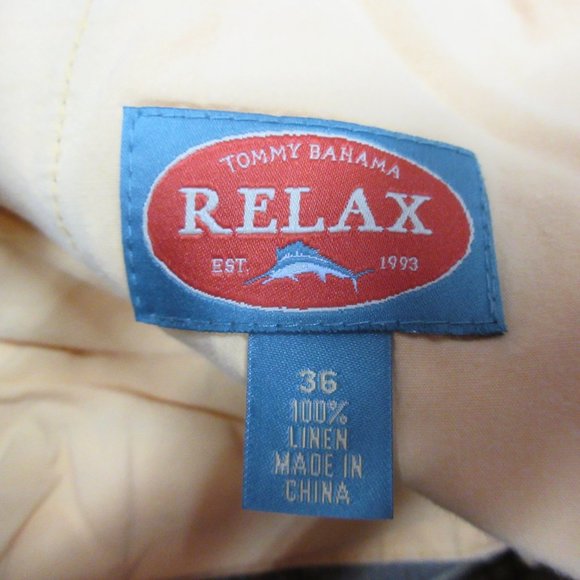 TOMMY BAHAMA
RELAX
EST. 1993
36
100%
LINEN
MADE IN
CHINA